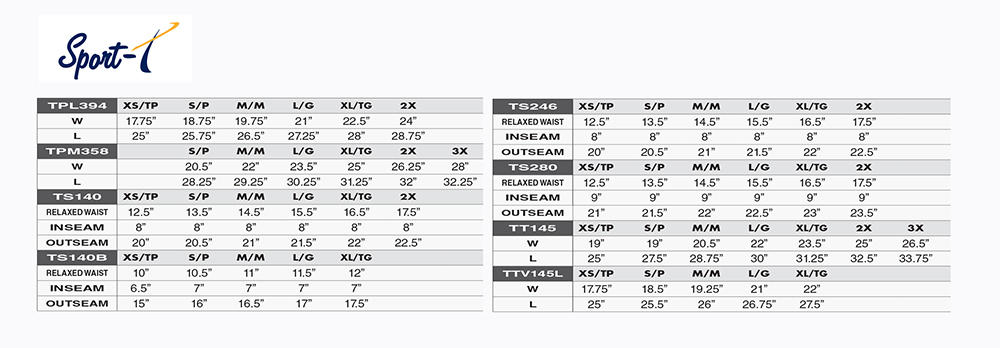 Sport-T
TPL394 XS/TP S/P M/M L/G XL/TG 2X
W 17.75" 18.75" 19.75" 21" 22.5" 24"
L 25" 25.75" 26.5" 27.25" 28" 28.75"
TPM358 S/P M/M L/G XL/TG 2X 3X
W 20.5" 22" 23.5" 25" 26.25" 28"
L 28.25" 29.25" 30.25" 31.25" 32" 32.25"
TS140 XS/TP S/P M/M L/G XL/TG 2X
RELAXED WAIST 12.5" 13.5" 14.5" 15.5" 16.5" 17.5"
INSEAM 8" 8" 8" 8" 8" 8"
OUTSEAM 20" 20.5" 21" 21.5" 22" 22.5"
TS140B XS/TP S/P M/M L/G XL/TG
RELAXED WAIST 10" 10.5" 11" 11.5" 12"
INSEAM 6.5" 7" 7" 7" 7"
OUTSEAM 15" 16" 16.5" 17" 17.5"
TS246 XS/TP S/P M/M L/G XL/TG 2X
RELAXED WAIST 12.5" 13.5" 14.5" 15.5" 16.5" 17.5"
INSEAM 8" 8" 8" 8" 8" 8"
OUTSEAM 20" 20.5" 21" 21.5" 22" 22.5"
TS280 XS/TP S/P M/M L/G XL/TG 2X
RELAXED WAIST 12.5" 13.5" 14.5" 15.5" 16.5" 17.5"
INSEAM 9" 9" 9" 9" 9" 9"
OUTSEAM 21" 21.5" 22" 22.5" 23" 23.5"
TT145 XS/TP S/P M/M L/G XL/TG 2X 3X
W 19" 19" 20.5" 22" 23.5" 25" 26.5"
L 25" 27.5" 28.75" 30" 31.25" 32.5" 33.75"
TTV145L XS/TP S/P M/M L/G XL/TG
W 17.75" 18.5" 19.25" 21" 22"
L 25" 25.5" 26" 26.75" 27.5"